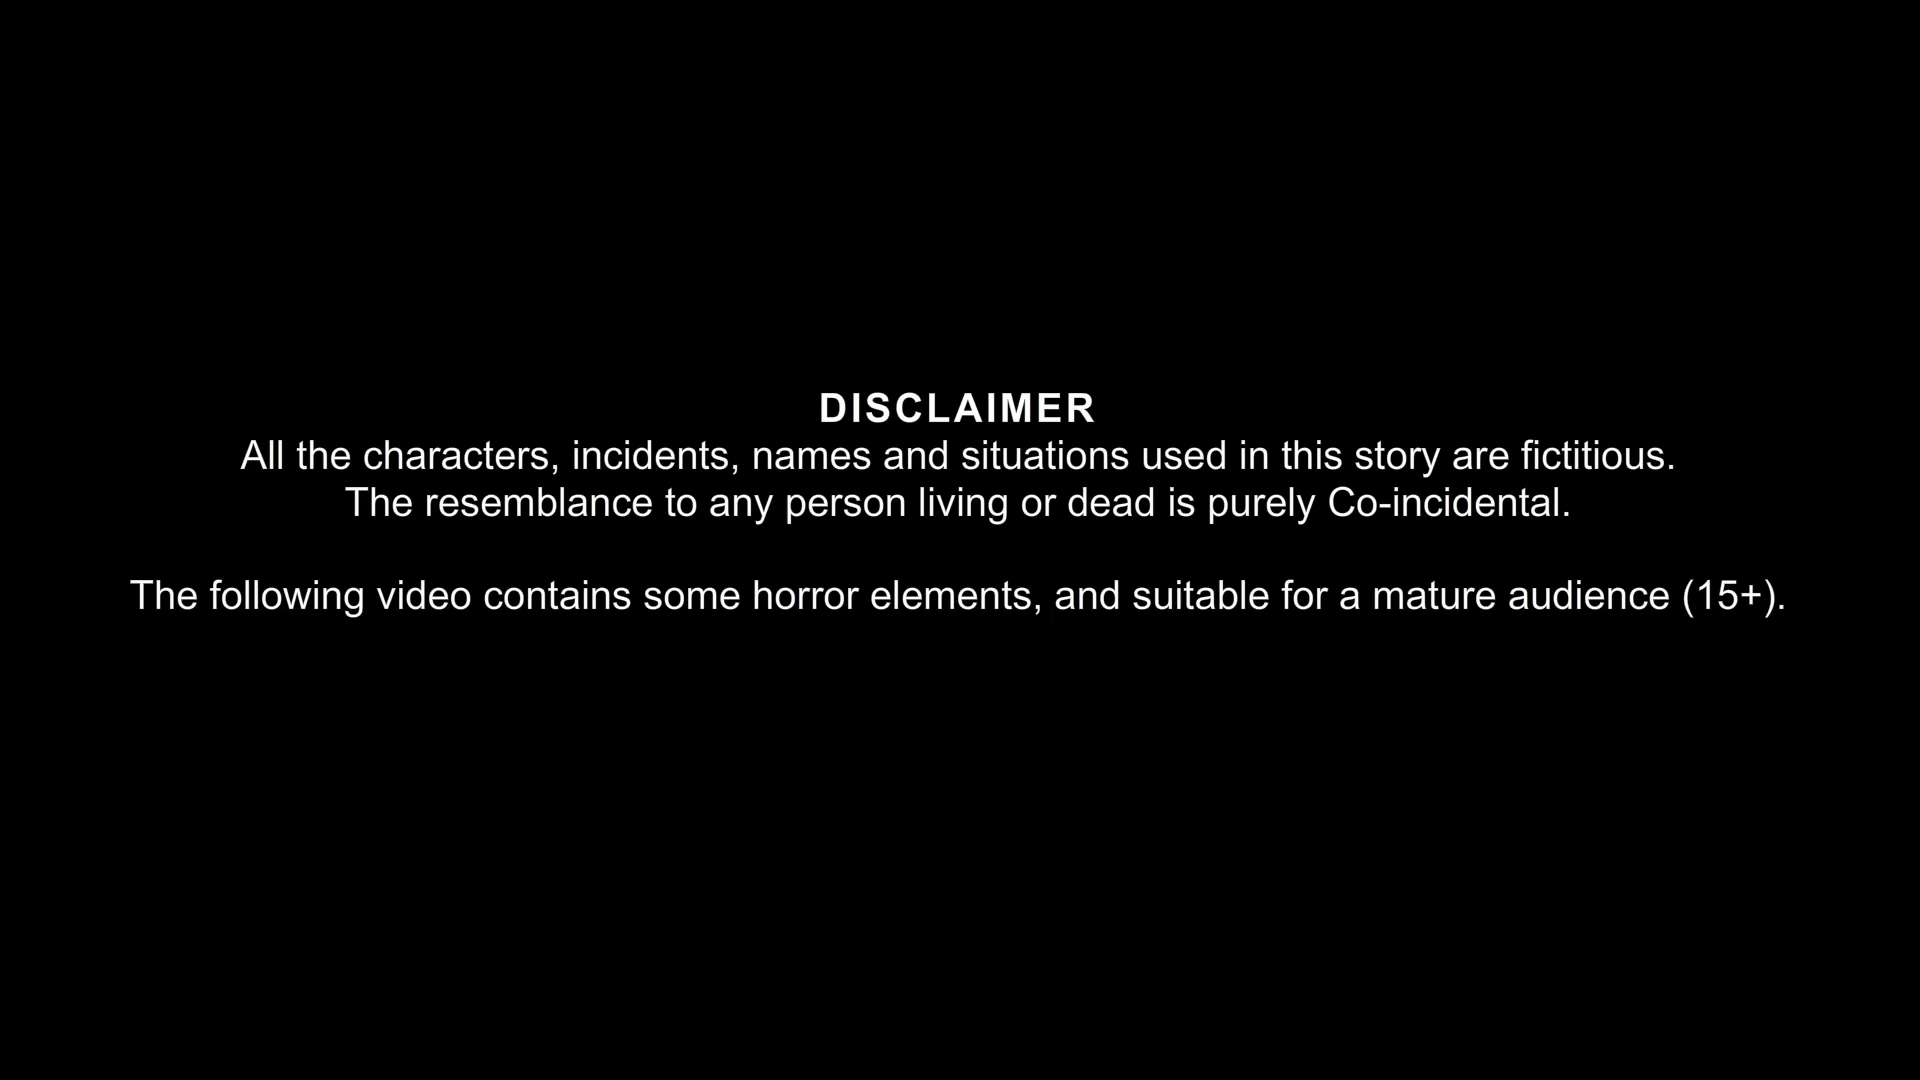 DISCLAIMER
All the characters, incidents, names and situations used in this story are fictitious.
The resemblance to any person living or dead is purely Co-incidental.
The following video contains some horror elements, and suitable for a mature audience (15+).